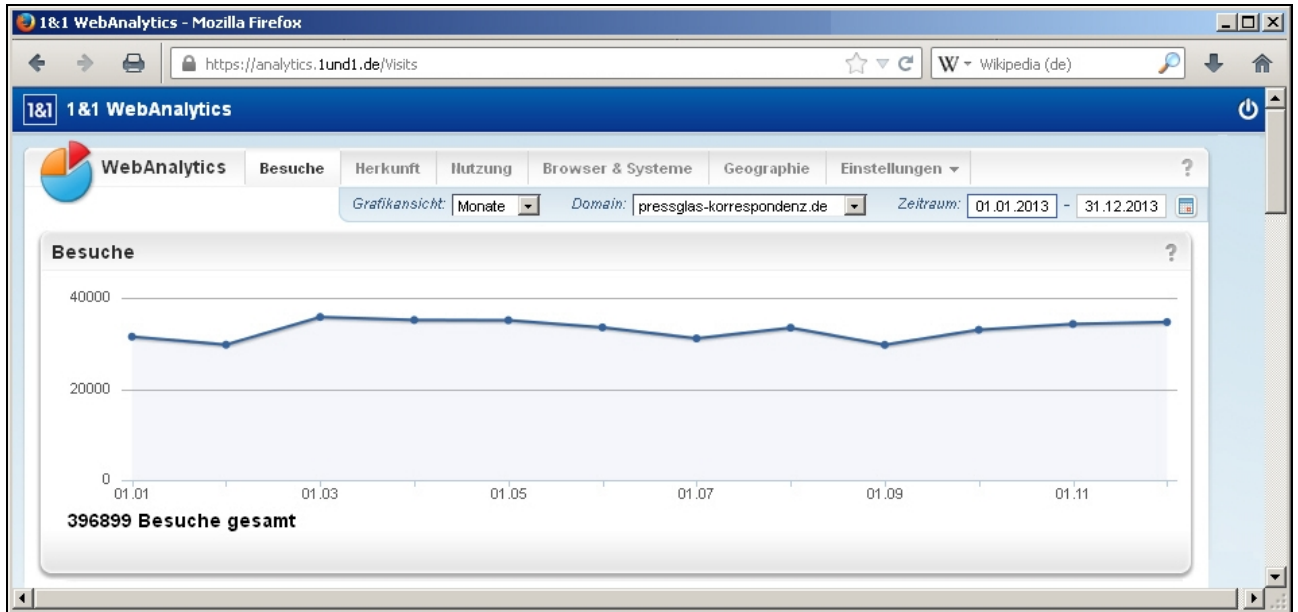 1&1 WebAnalytics - Mozilla Firefox
https://analytics.1und1.de/Visits
W Wikipedia (de)
1&1 1&1 WebAnalytics
WebAnalytics Besuche Herkunft Nutzung Browser & Systeme Geographie Einstellungen ?
Grafikansicht: Monate Domain: pressglas-korrespondenz.de Zeitraum: 01.01.2013 - 31.12.2013
Besuche ?
40000
20000
0
01.01 01.03 01.05 01.07 01.09 01.11
396899 Besuche gesamt